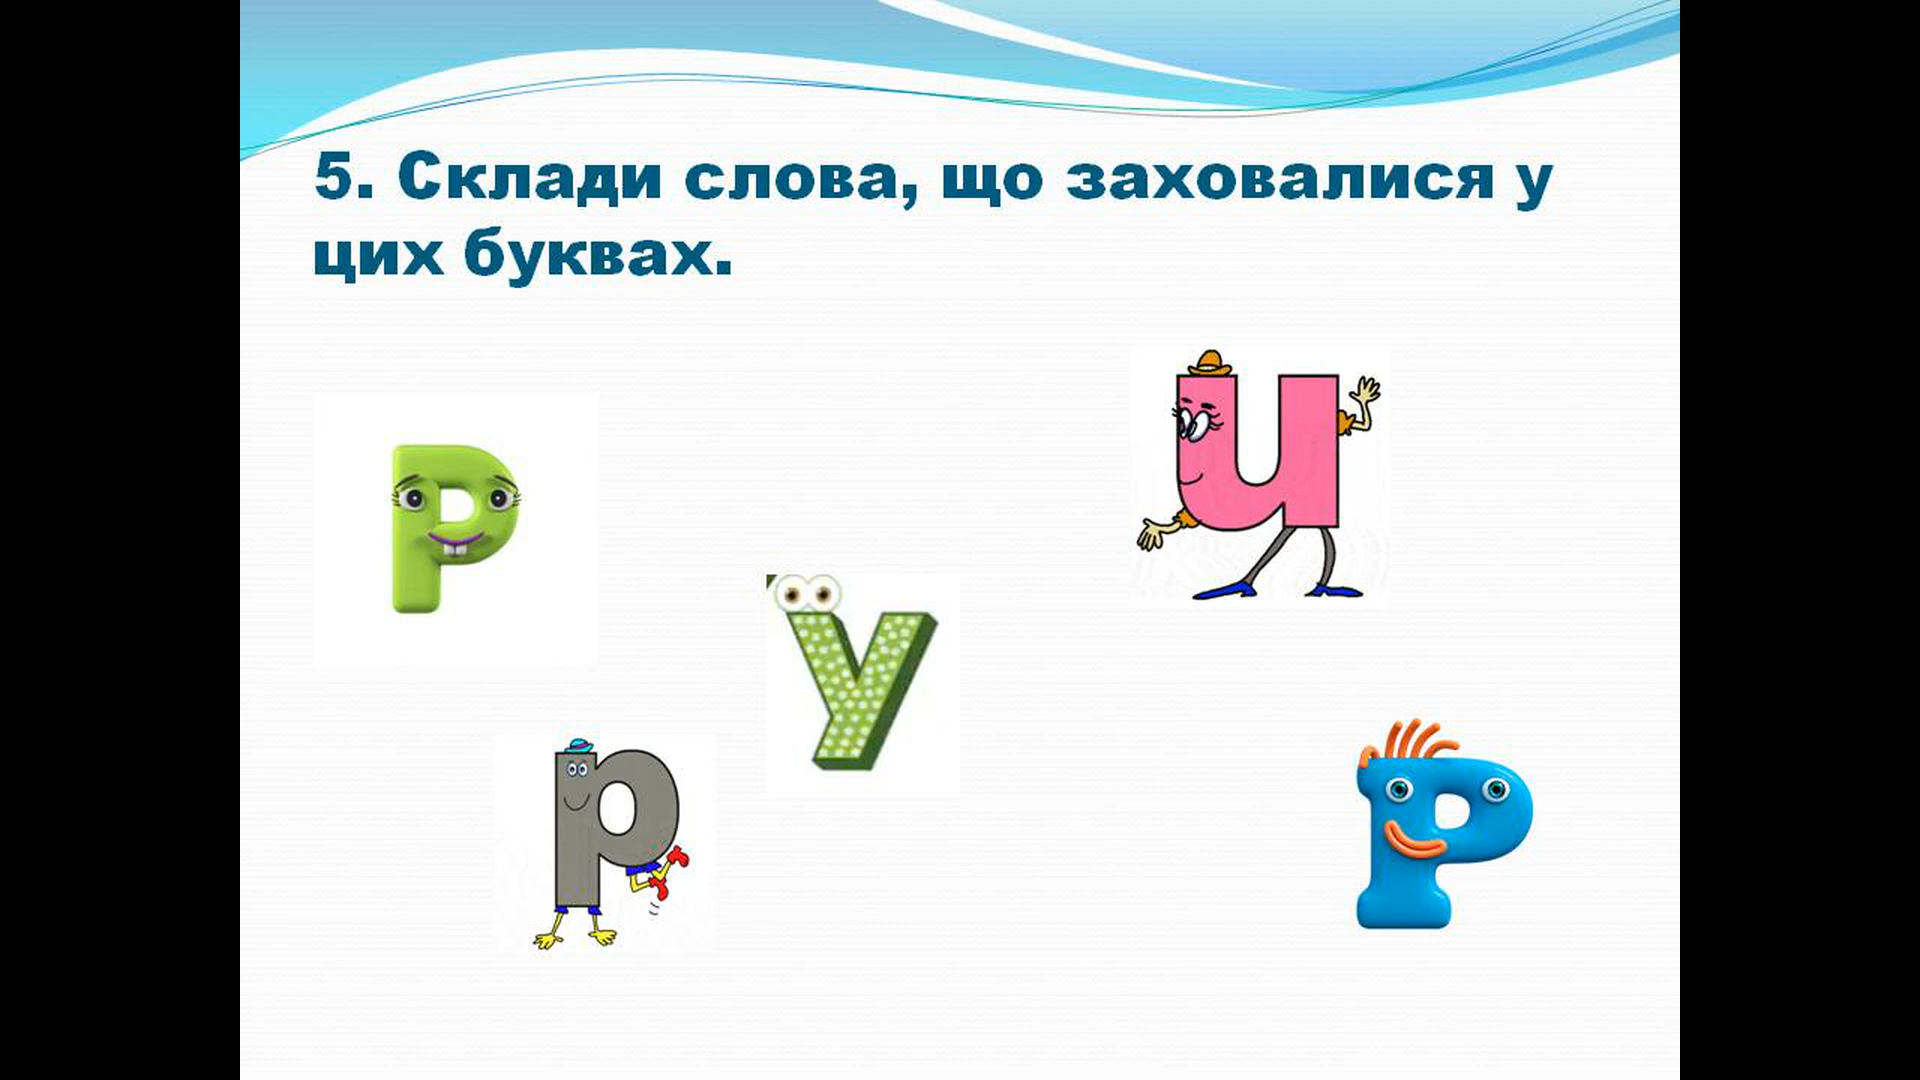 5. Склади слова, що заховалися у
цих буквах.
Р
и
У
р
Р